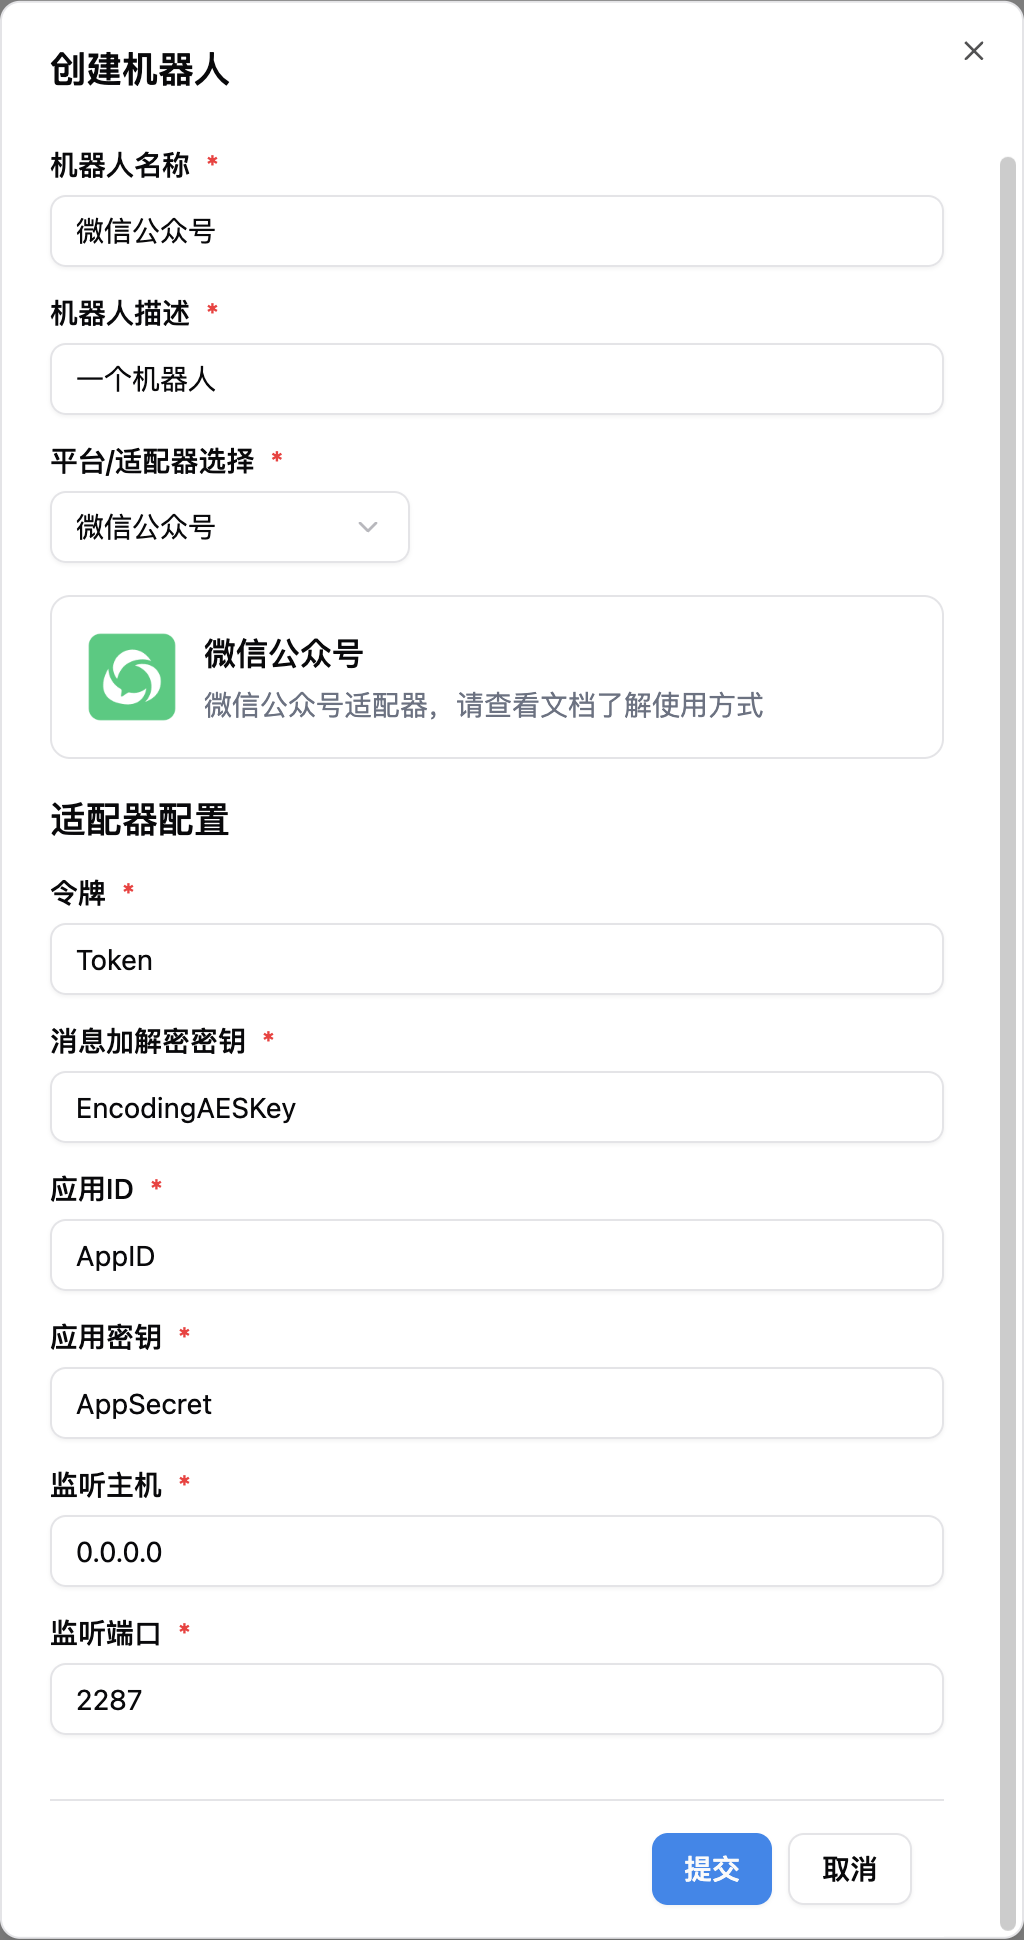 创建机器人
机器人名称 *
微信公众号
机器人描述 *
一个机器人
平台/适配器选择 *
微信公众号
微信公众号
微信公众号适配器，请查看文档了解使用方式
适配器配置
令牌 *
Token
消息加解密密钥 *
EncodingAESKey
应用ID *
AppID
应用密钥 *
AppSecret
监听主机 *
0.0.0.0
监听端口 *
2287
提交 取消